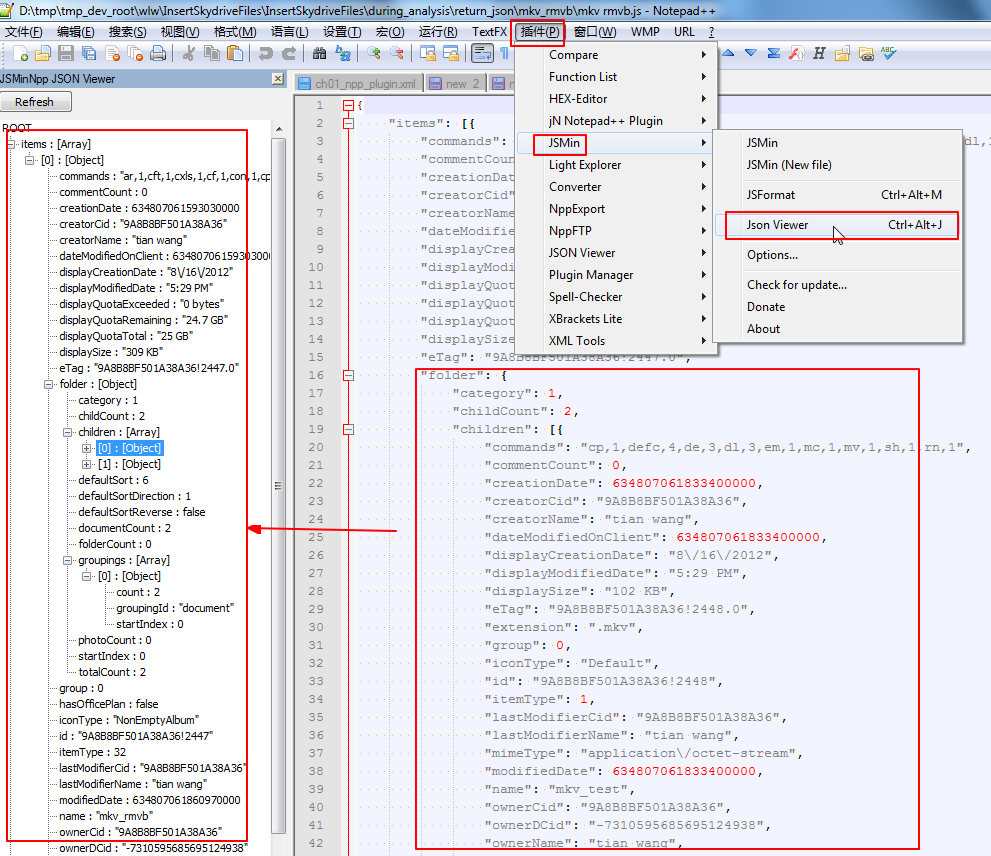 D:\tmp\tmp_dev_root\wlw\InsertSkydriveFiles\InsertSkydriveFiles\during_analysis\return_json\mkv_rmvb\mkv rmvb.js - Notepad++
文件(F) 编辑(E) 搜索(S) 视图(V) 格式(M) 语言(L) 设置(T) 宏(O) 运行(R) TextFX 插件(P) 窗口(W) WMP URL ?
JSMinNpp JSON Viewer
Refresh
ROOT
items : [Array]
[0] : [Object]
commands : "ar,1,cft,1,cxls,1,cf,1,con,1,cp
commentCount : 0
creationDate : 634807061593030000
creatorCid : "9A8B8BF501A38A36"
creatorName : "tian wang"
dateModifiedOnClient : 63480706159303000
displayCreationDate : "8\/16\/2012"
displayModifiedDate : "5:29 PM"
displayQuotaExceeded : "0 bytes"
displayQuotaRemaining : "24.7 GB"
displayQuotaTotal : "25 GB"
displaySize : "309 KB"
eTag : "9A8B8BF501A38A36!2447.0"
folder : [Object]
category : 1
childCount : 2
children : [Array]
[0] : [Object]
[1] : [Object]
defaultSort : 6
defaultSortDirection : 1
defaultSortReverse : false
documentCount : 2
folderCount : 0
groupings : [Array]
[0] : [Object]
count : 2
groupingId : "document"
startIndex : 0
photoCount : 0
startIndex : 0
totalCount : 2
group : 0
hasOfficePlan : false
iconType : "NonEmptyAlbum"
id : "9A8B8BF501A38A36!2447"
itemType : 32
lastModifierCid : "9A8B8BF501A38A36"
lastModifierName : "tian wang"
modifiedDate : 634807061860970000
name : "mkv_rmvb"
ownerCid : "9A8B8BF501A38A36"
ownerDCid : "-7310595685695124938"
ch01_npp_plugin.xml new 2
1 {
2 "items": [{
3 "commands":
4 "commentCou
5 "creationDat
6 "creatorCid"
7 "creatorName
8 "dateModifie
9 "displayCrea
10 "displayModi
11 "displayQuot
12 "displayQuot
13 "displayQuot
14 "displaySize
15 "eTag": "9A8B8BF501A38A36!2447.0",
16 "folder": {
17 "category": 1,
18 "childCount": 2,
19 "children": [{
20 "commands": "cp,1,defc,4,de,3,dl,3,em,1,mc,1,mv,1,sh,1,rn,1",
21 "commentCount": 0,
22 "creationDate": 634807061833400000,
23 "creatorCid": "9A8B8BF501A38A36",
24 "creatorName": "tian wang",
25 "dateModifiedOnClient": 634807061833400000,
26 "displayCreationDate": "8\/16\/2012",
27 "displayModifiedDate": "5:29 PM",
28 "displaySize": "102 KB",
29 "eTag": "9A8B8BF501A38A36!2448.0",
30 "extension": ".mkv",
31 "group": 0,
32 "iconType": "Default",
33 "id": "9A8B8BF501A38A36!2448",
34 "itemType": 1,
35 "lastModifierCid": "9A8B8BF501A38A36",
36 "lastModifierName": "tian wang",
37 "mimeType": "application\/octet-stream",
38 "modifiedDate": 634807061833400000,
39 "name": "mkv_test",
40 "ownerCid": "9A8B8BF501A38A36",
41 "ownerDCid": "-7310595685695124938",
42 "ownerName": "tian wang",
Compare
Function List
HEX-Editor
jN Notepad++ Plugin
JSMin
Light Explorer
Converter
NppExport
NppFTP
JSON Viewer
Plugin Manager
Spell-Checker
XBrackets Lite
XML Tools
JSMin
JSMin (New file)
JSFormat Ctrl+Alt+M
Json Viewer Ctrl+Alt+J
Options...
Check for update...
Donate
About